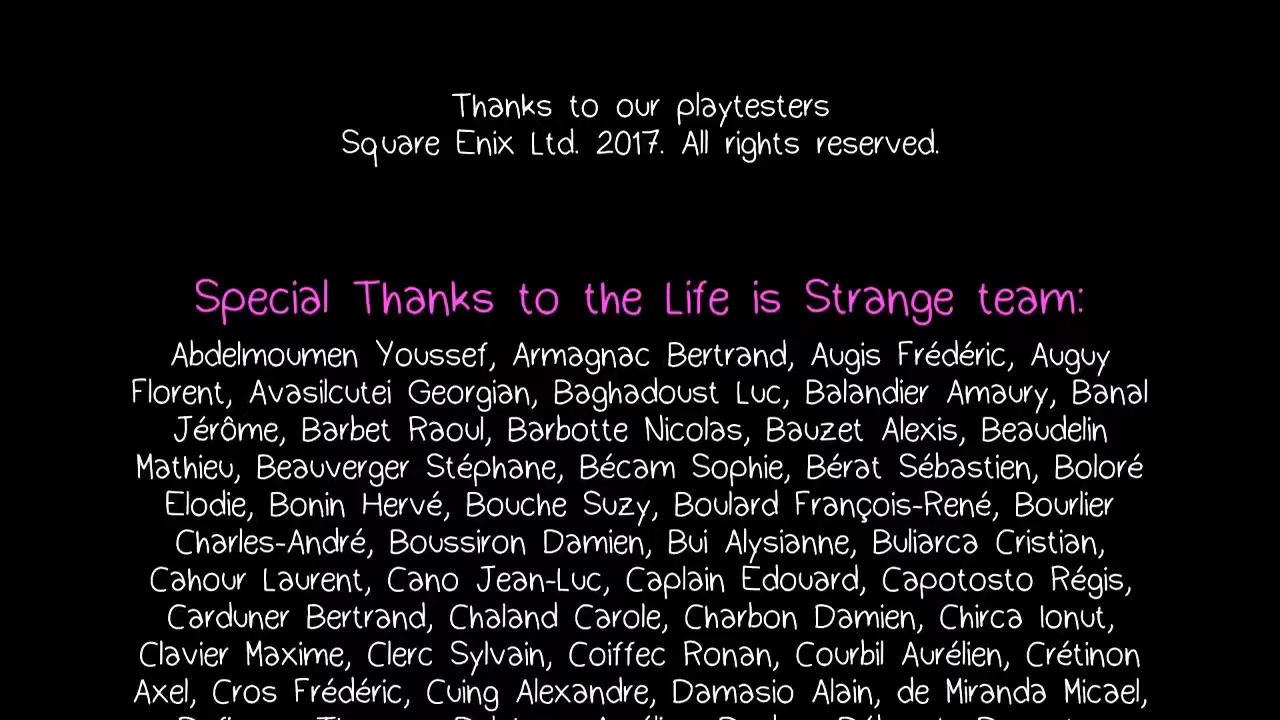 Thanks to our playtesters
Square Enix Ltd. 2017. All rights reserved.
Special Thanks to the Life is Strange team:
Abdelmoumen Youssef, Armagnac Bertrand, Augis Frédéric, Auguy
Florent, Avasilcutei Georgian, Baghadoust Luc, Balandier Amaury, Banal
Jérôme, Barbet Raoul, Barbotte Nicolas, Bauzet Alexis, Beaudelin
Mathieu, Beauverger Stéphane, Bécam Sophie, Bérat Sébastien, Boloré
Elodie, Bonin Hervé, Bouche Suzy, Boulard François-René, Bourlier
Charles-André, Boussiron Damien, Bui Alysianne, Buliarca Cristian,
Cahour Laurent, Cano Jean-Luc, Caplain Edouard, Capotosto Régis,
Carduner Bertrand, Chaland Carole, Charbon Damien, Chirca Ionut,
Clavier Maxime, Clerc Sylvain, Coiffec Ronan, Courbil Aurélien, Crétinon
Axel, Cros Frédéric, Cuing Alexandre, Damasio Alain, de Miranda Micael,